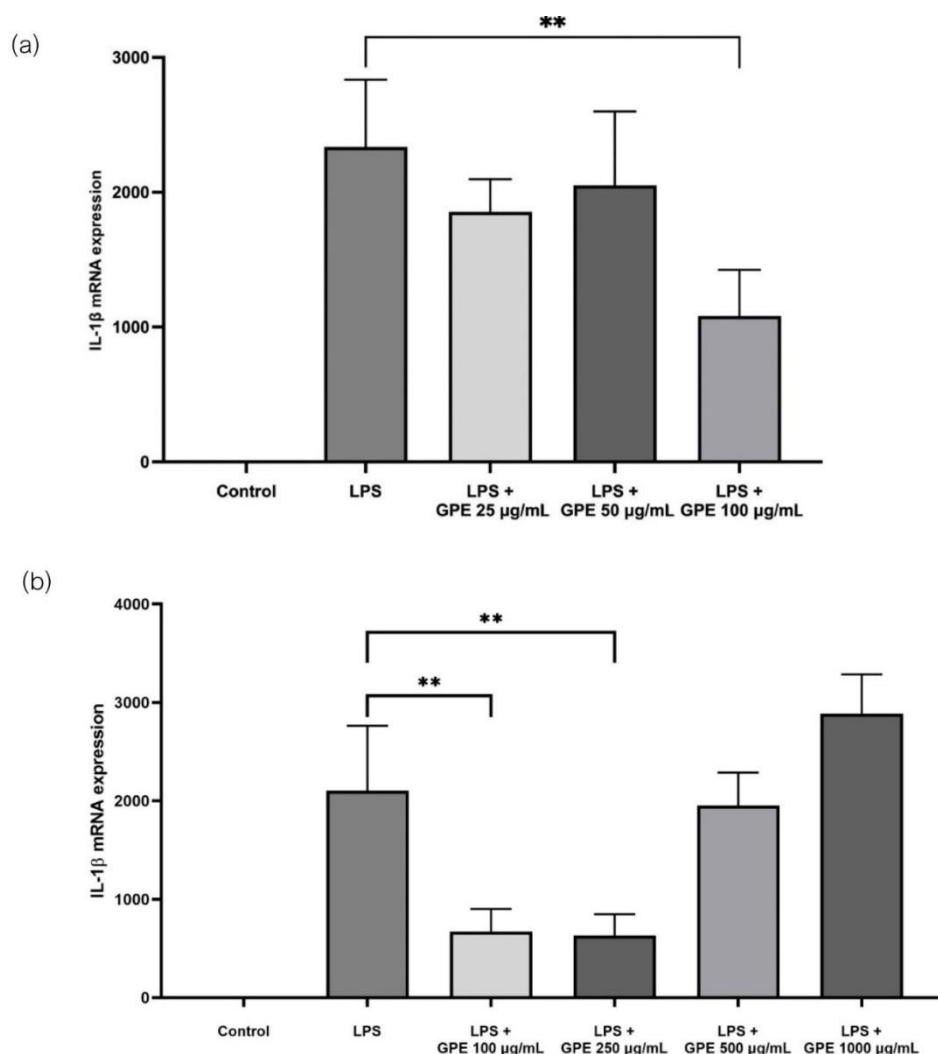 (a)
**
3000
2000
1000
0
IL-1β mRNA expression
Control
LPS
LPS +
GPE 25 µg/mL
LPS +
GPE 50 µg/mL
LPS +
GPE 100 µg/mL
(b)
4000
3000
2000
1000
0
IL-1β mRNA expression
**
**
Control
LPS
LPS +
GPE 100 µg/mL
LPS +
GPE 250 µg/mL
LPS +
GPE 500 µg/mL
LPS +
GPE 1000 µg/mL